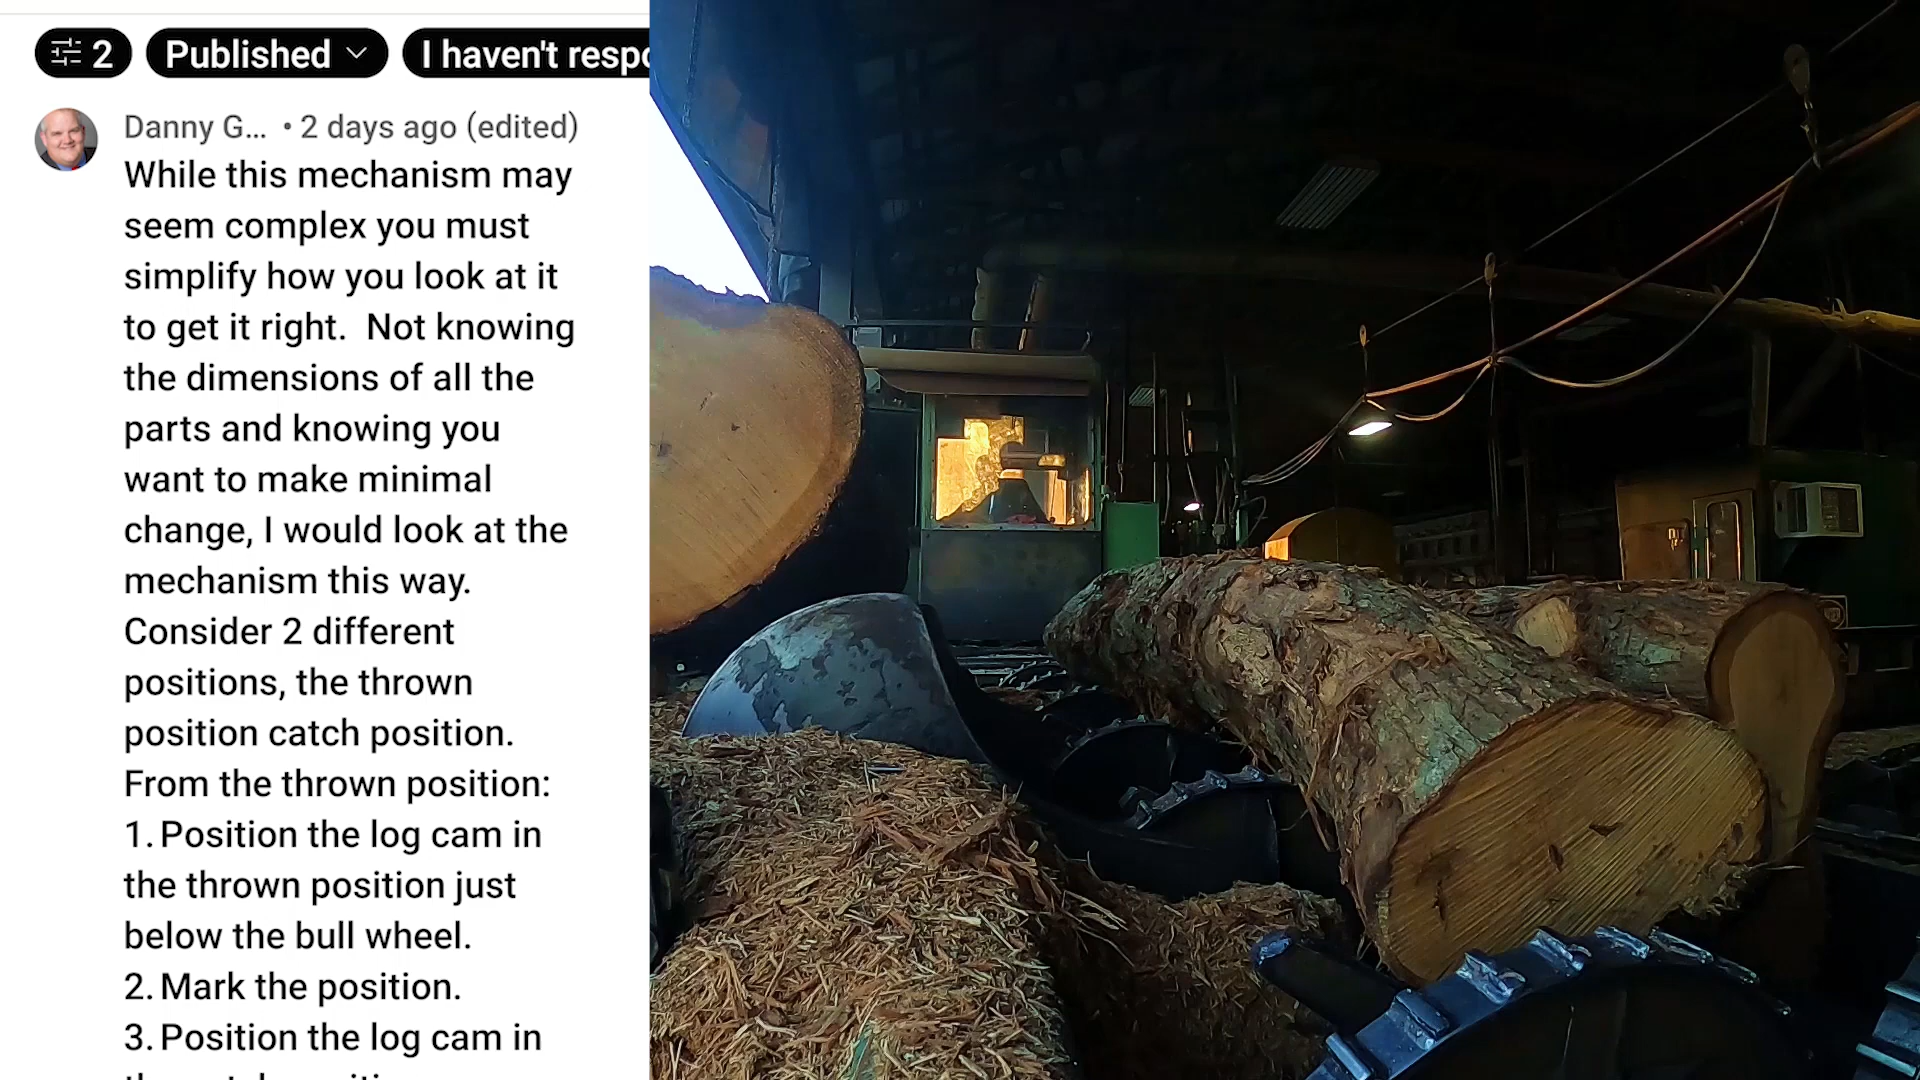 2
Published
I haven't respo
Danny G... • 2 days ago (edited)
While this mechanism may
seem complex you must
simplify how you look at it
to get it right.  Not knowing
the dimensions of all the
parts and knowing you
want to make minimal
change, I would look at the
mechanism this way.
Consider 2 different
positions, the thrown
position catch position.
From the thrown position:
1. Position the log cam in
the thrown position just
below the bull wheel.
2. Mark the position.
3. Position the log cam in